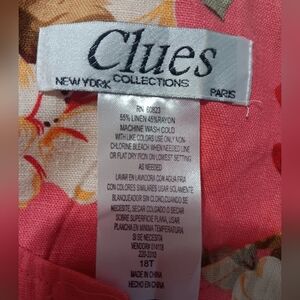 Clues
COLLECTIONS
NEW YORK PARIS
RN 60823
55% LINEN 45%RAYON
MACHINE WASH COLD
WITH LIKE COLORS USE ONLY NON-
CHLORINE BLEACH WHEN NEEDED LINE
OR FLAT DRY IRON ON LOWEST SETTING
AS NEEDED
LAVAR EN LAVADORA CON AGUA FRIA
CON COLORES SIMILARES USAR SOLAMENTE
BLANQUEADOR SIN CLORO, CUANDO SE
NECESITE, SECAR COLGADO O SECAR
SOBRE SUPERFICIE PLANA, USAR
PLANCHA EN MINIMA TEMPERATURA
SI SE NECESITA
18T
MADE IN CHINA
HECHO EN CHINA